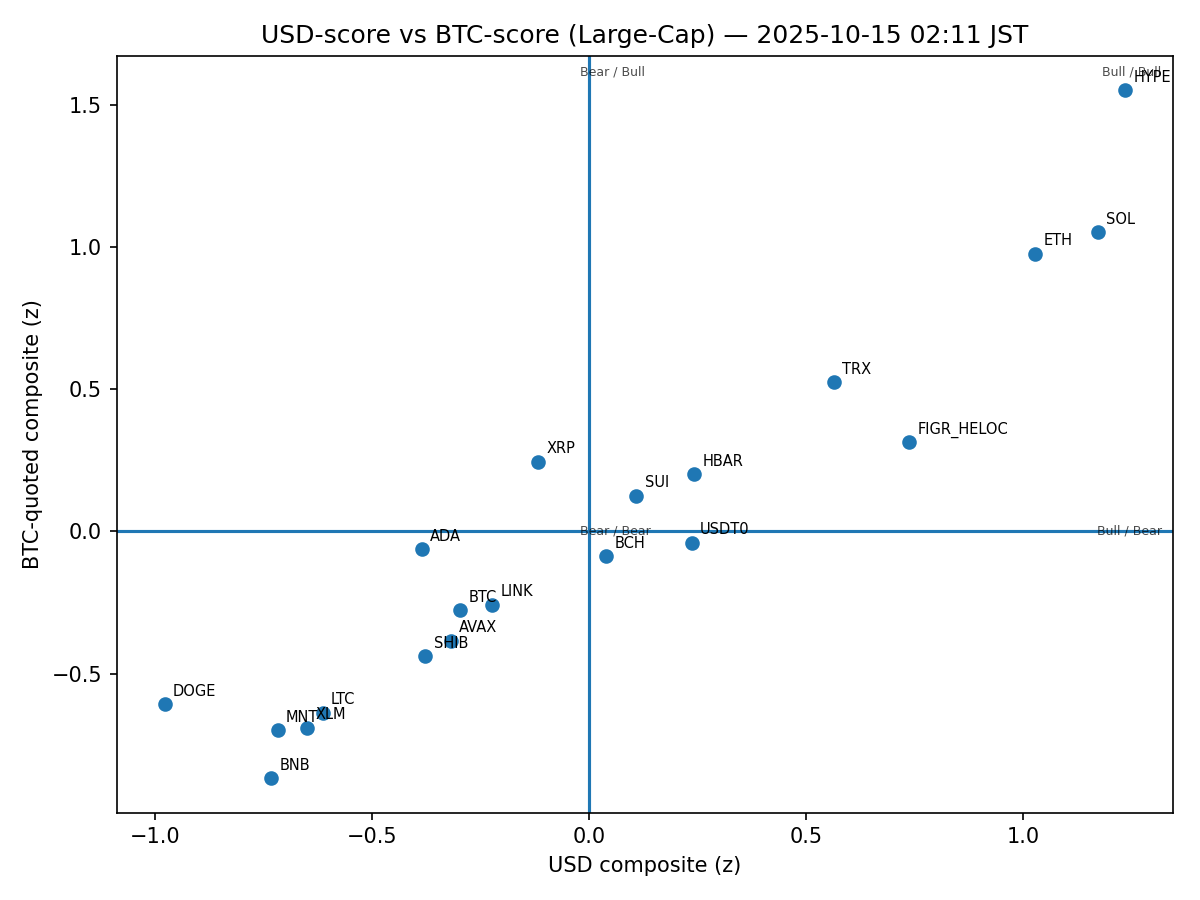 USD-score vs BTC-score (Large-Cap) — 2025-10-15 02:11 JST
Bear / Bull
Bull / Bull
HYPE
1.5
SOL
ETH
1.0
TRX
0.5
FIGR_HELOC
XRP
HBAR
SUI
0.0
Bear / Bear
Bull / Bear
USDT0
ADA
BCH
LINK
BTC
AVAX
SHIB
−0.5
DOGE
LTC
MNT
XLM
BNB
−1.0
−0.5
0.0
0.5
1.0
USD composite (z)
BTC-quoted composite (z)